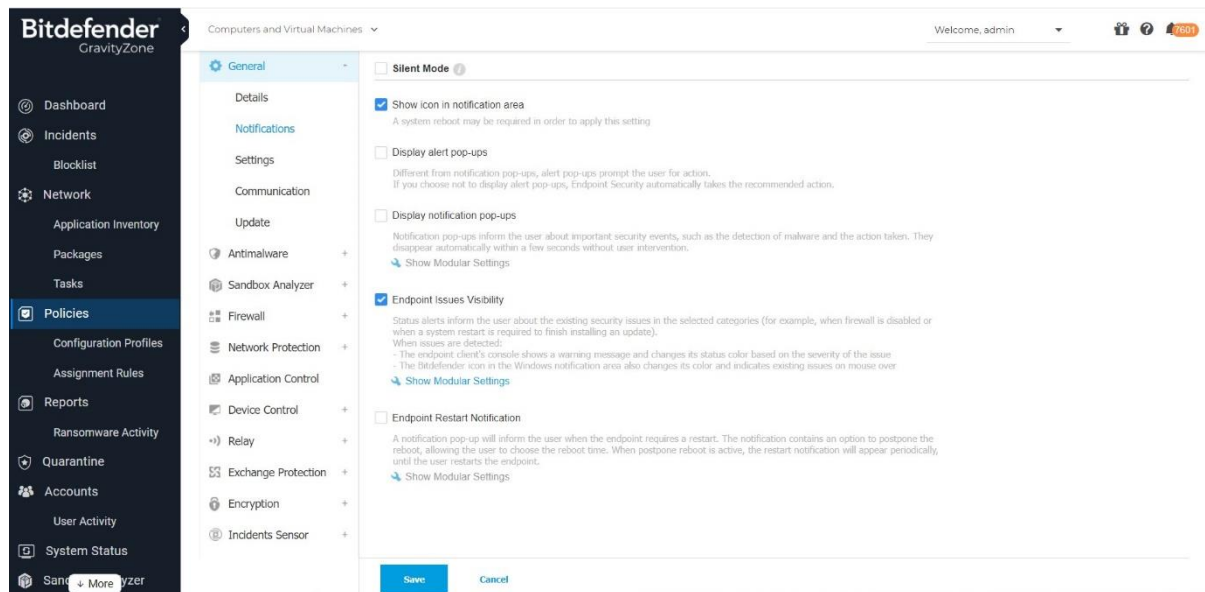 Bitdefender
GravityZone
Computers and Virtual Machines
Welcome, admin
7601
Dashboard
Incidents
Blocklist
Network
Application Inventory
Packages
Tasks
Policies
Configuration Profiles
Assignment Rules
Reports
Ransomware Activity
Quarantine
Accounts
User Activity
System Status
↓ More
yzer
General -
Details
Notifications
Settings
Communication
Update
Antimalware +
Sandbox Analyzer +
Firewall +
Network Protection +
Application Control
Device Control +
Relay +
Exchange Protection +
Encryption +
Incidents Sensor +
Silent Mode
Show icon in notification area
A system reboot may be required in order to apply this setting
Display alert pop-ups
Different from notification pop-ups, alert pop-ups prompt the user for action.
If you choose not to display alert pop-ups, Endpoint Security automatically takes the recommended action.
Display notification pop-ups
Notification pop-ups inform the user about important security events, such as the detection of malware and the action taken. They
disappear automatically within a few seconds without user intervention.
Show Modular Settings
Endpoint Issues Visibility
Status alerts inform the user about the existing security issues in the selected categories (for example, when firewall is disabled or
when a system restart is required to finish installing an update).
When issues are detected:
- The endpoint client's console shows a warning message and changes its status color based on the severity of the issue
- The Bitdefender icon in the Windows notification area also changes its color and indicates existing issues on mouse over
Show Modular Settings
Endpoint Restart Notification
A notification pop-up will inform the user when the endpoint requires a restart. The notification contains an option to postpone the
reboot, allowing the user to choose the reboot time. When postpone reboot is active, the restart notification will appear periodically,
until the user restarts the endpoint.
Show Modular Settings
Save
Cancel